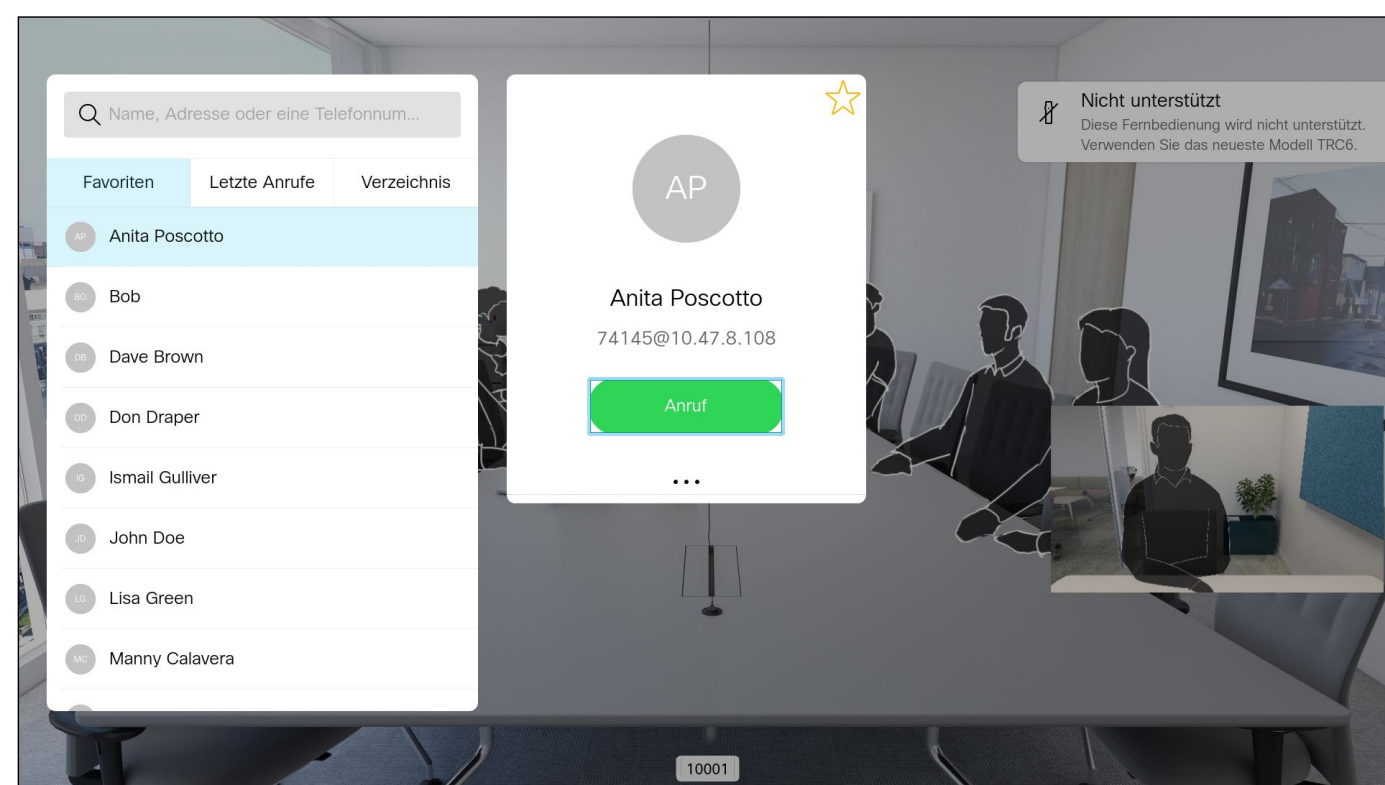 Name, Adresse oder eine Telefonnum...
Favoriten
Letzte Anrufe
Verzeichnis
AP
Anita Poscotto
BO
Bob
DB
Dave Brown
DD
Don Draper
IG
Ismail Gulliver
JD
John Doe
LG
Lisa Green
MC
Manny Calavera
AP
Anita Poscotto
74145@10.47.8.108
Anruf
Nicht unterstützt
Diese Fernbedienung wird nicht unterstützt.
Verwenden Sie das neueste Modell TRC6.
10001